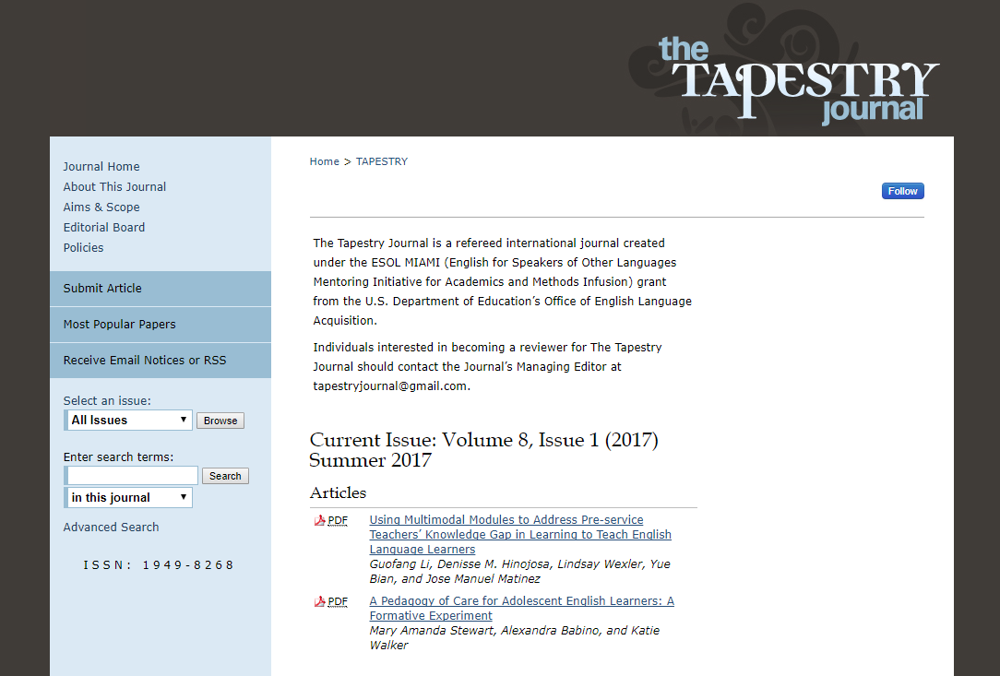 the
TAPESTRY
journal
Journal Home
About This Journal
Aims & Scope
Editorial Board
Policies
Submit Article
Most Popular Papers
Receive Email Notices or RSS
Select an issue:
All Issues
Browse
Enter search terms:
Search
in this journal
Advanced Search
ISSN: 1949-8268
Home > TAPESTRY
Follow
The Tapestry Journal is a refereed international journal created
under the ESOL MIAMI (English for Speakers of Other Languages
Mentoring Initiative for Academics and Methods Infusion) grant
from the U.S. Department of Education’s Office of English Language
Acquisition.
Individuals interested in becoming a reviewer for The Tapestry
Journal should contact the Journal’s Managing Editor at
tapestryjournal@gmail.com.
Current Issue: Volume 8, Issue 1 (2017)
Summer 2017
Articles
PDF
Using Multimodal Modules to Address Pre-service
Teachers’ Knowledge Gap in Learning to Teach English
Language Learners
Guofang Li, Denisse M. Hinojosa, Lindsay Wexler, Yue
Bian, and Jose Manuel Matinez
PDF
A Pedagogy of Care for Adolescent English Learners: A
Formative Experiment
Mary Amanda Stewart, Alexandra Babino, and Katie
Walker